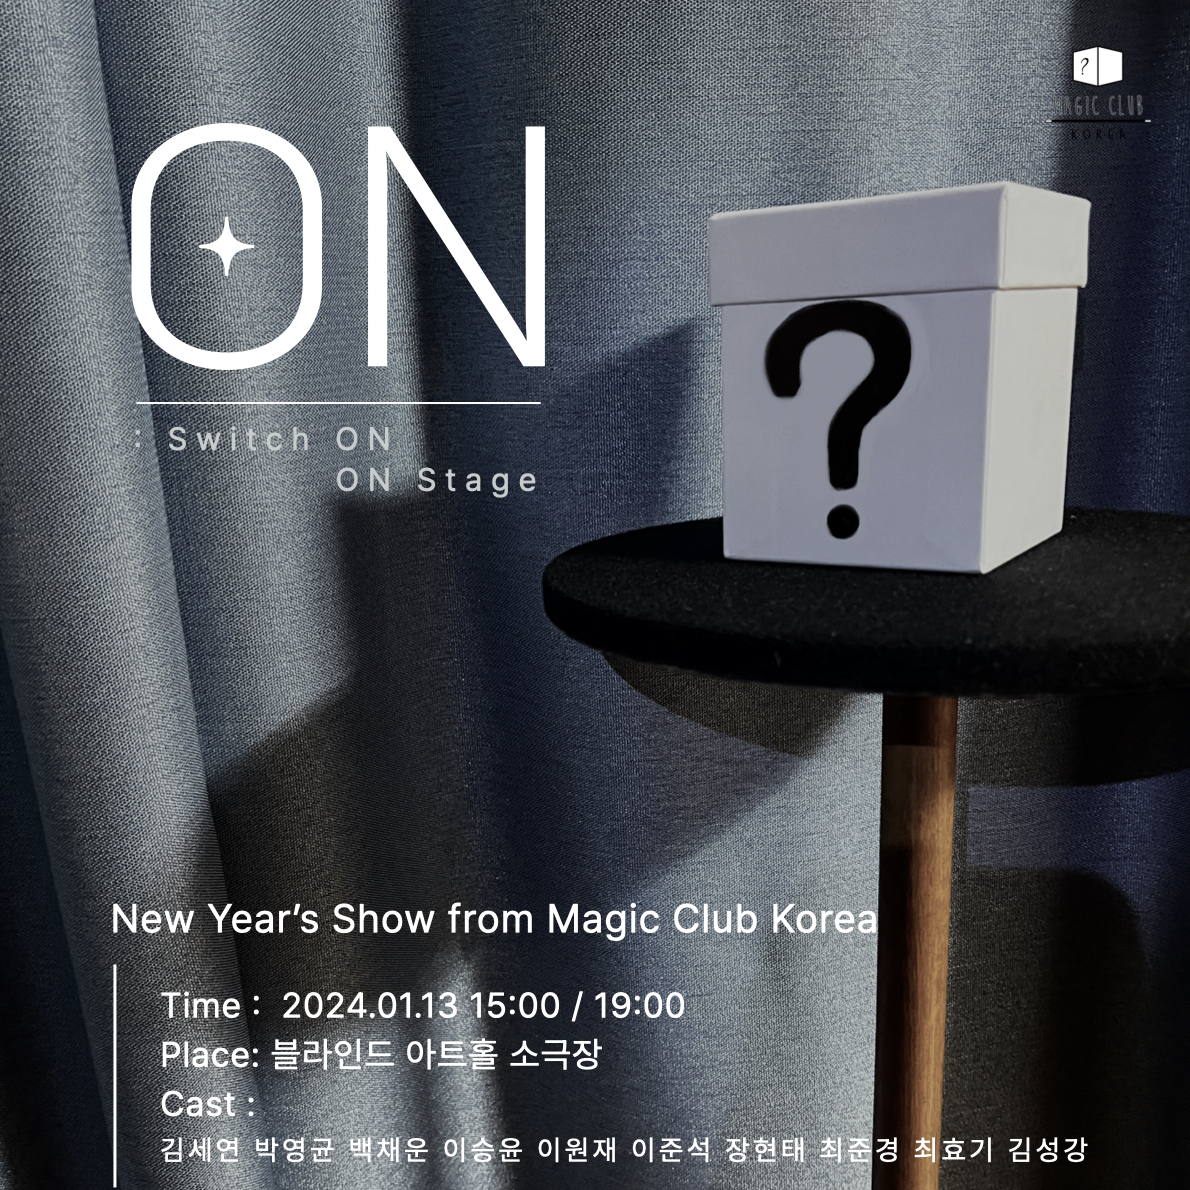 ?
MAGIC CLUB
KOREA
ON
: Switch ON
ON Stage
?
New Year’s Show from Magic Club Korea
Time : 2024.01.13 15:00 / 19:00
Place: 블라인드 아트홀 소극장
Cast :
김세연 박영균 백채운 이승윤 이원재 이준석 장현태 최준경 최효기 김성강